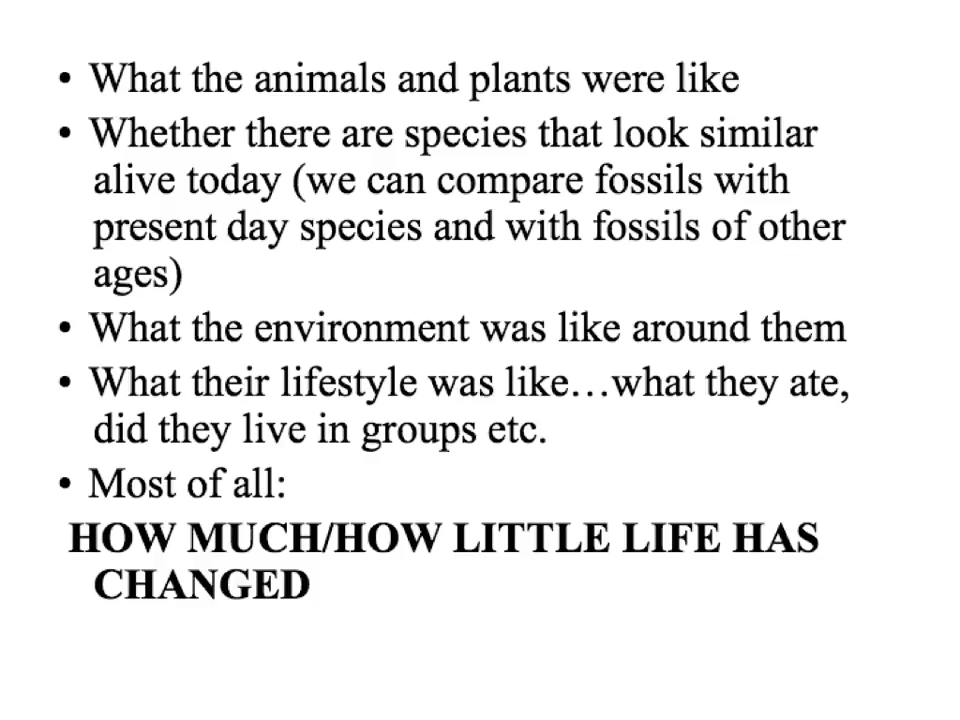 • What the animals and plants were like
• Whether there are species that look similar
alive today (we can compare fossils with
present day species and with fossils of other
ages)
• What the environment was like around them
• What their lifestyle was like…what they ate,
did they live in groups etc.
• Most of all:
HOW MUCH/HOW LITTLE LIFE HAS
CHANGED